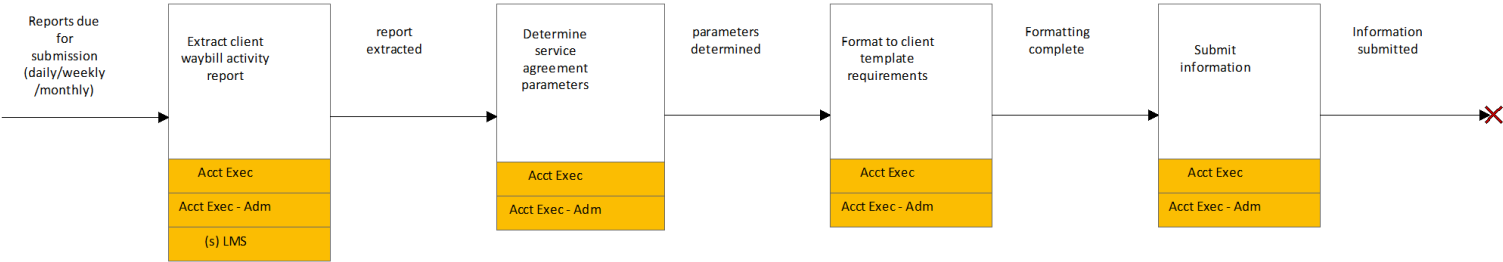 Reports due
for
submission
(daily/weekly
/monthly)
Extract client
waybill activity
report
Acct Exec
Acct Exec - Adm
(s) LMS
report
extracted
Determine
service
agreement
parameters
Acct Exec
Acct Exec - Adm
parameters
determined
Format to client
template
requirements
Acct Exec
Acct Exec - Adm
Formatting
complete
Submit
information
Acct Exec
Acct Exec - Adm
Information
submitted